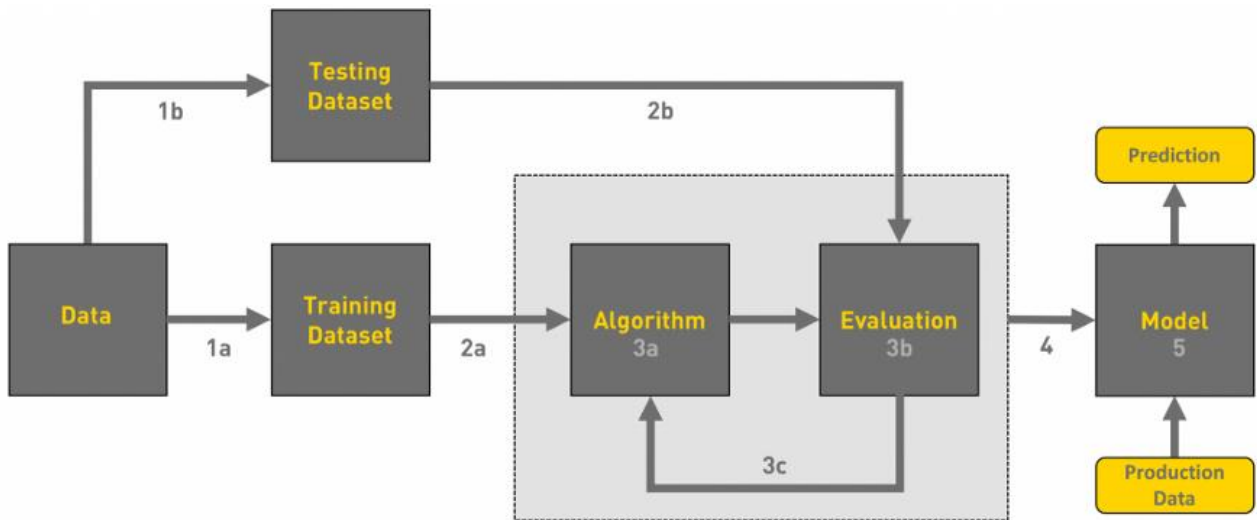 Testing
Dataset
1b
2b
Prediction
Data
Training
Dataset
Algorithm
3a
Evaluation
3b
Model
5
1a
2a
4
3c
Production
Data